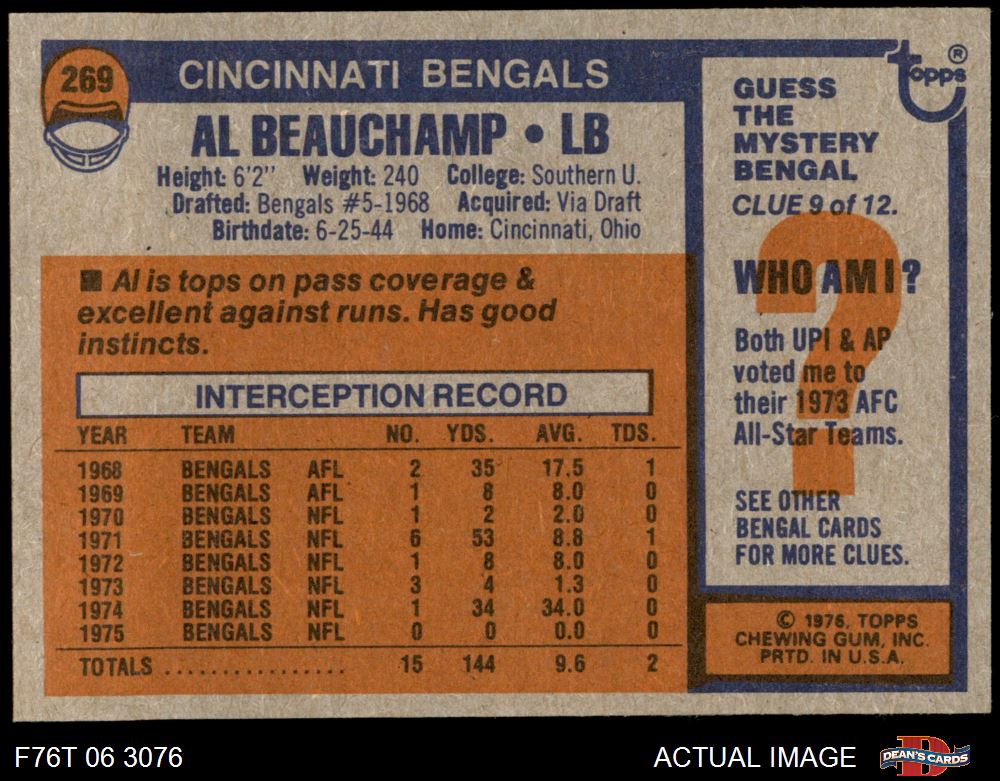 269
CINCINNATI BENGALS
AL BEAUCHAMP • LB
Height: 6'2'' Weight: 240 College: Southern U.
Drafted: Bengals #5-1968 Acquired: Via Draft
Birthdate: 6-25-44 Home: Cincinnati, Ohio
■ Al is tops on pass coverage &
excellent against runs. Has good
instincts.
INTERCEPTION RECORD
YEAR TEAM NO. YDS. AVG. TDS.
1968 BENGALS AFL 2 35 17.5 1
1969 BENGALS AFL 1 8 8.0 0
1970 BENGALS NFL 1 2 2.0 0
1971 BENGALS NFL 6 53 8.8 1
1972 BENGALS NFL 1 8 8.0 0
1973 BENGALS NFL 3 4 1.3 0
1974 BENGALS NFL 1 34 34.0 0
1975 BENGALS NFL 0 0 0.0 0
TOTALS ................ 15 144 9.6 2
topps ®
GUESS
THE
MYSTERY
BENGAL
CLUE 9 of 12.
?
WHO AM I?
Both UPI & AP
voted me to
their 1973 AFC
All-Star Teams.
SEE OTHER
BENGAL CARDS
FOR MORE CLUES.
© 1976, TOPPS
CHEWING GUM, INC.
PRTD. IN U.S.A.
F76T 06 3076
ACTUAL IMAGE
D
DEAN'S CARDS